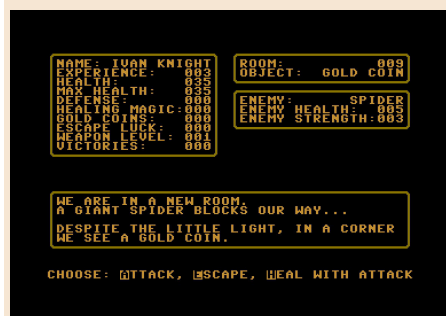 NAME: IVAN KNIGHT
EXPERIENCE: 003
HEALTH: 035
MAX HEALTH: 035
DEFENSE: 000
HEALING MAGIC: 000
GOLD COINS: 000
ESCAPE LUCK: 000
WEAPON LEVEL: 001
VICTORIES: 000
ROOM: 009
OBJECT: GOLD COIN
ENEMY: SPIDER
ENEMY HEALTH: 005
ENEMY STRENGTH:003
WE ARE IN A NEW ROOM.
A GIANT SPIDER BLOCKS OUR WAY...
DESPITE THE LITTLE LIGHT, IN A CORNER
WE SEE A GOLD COIN.
CHOOSE: ATTACK, ESCAPE, HEAL WITH ATTACK